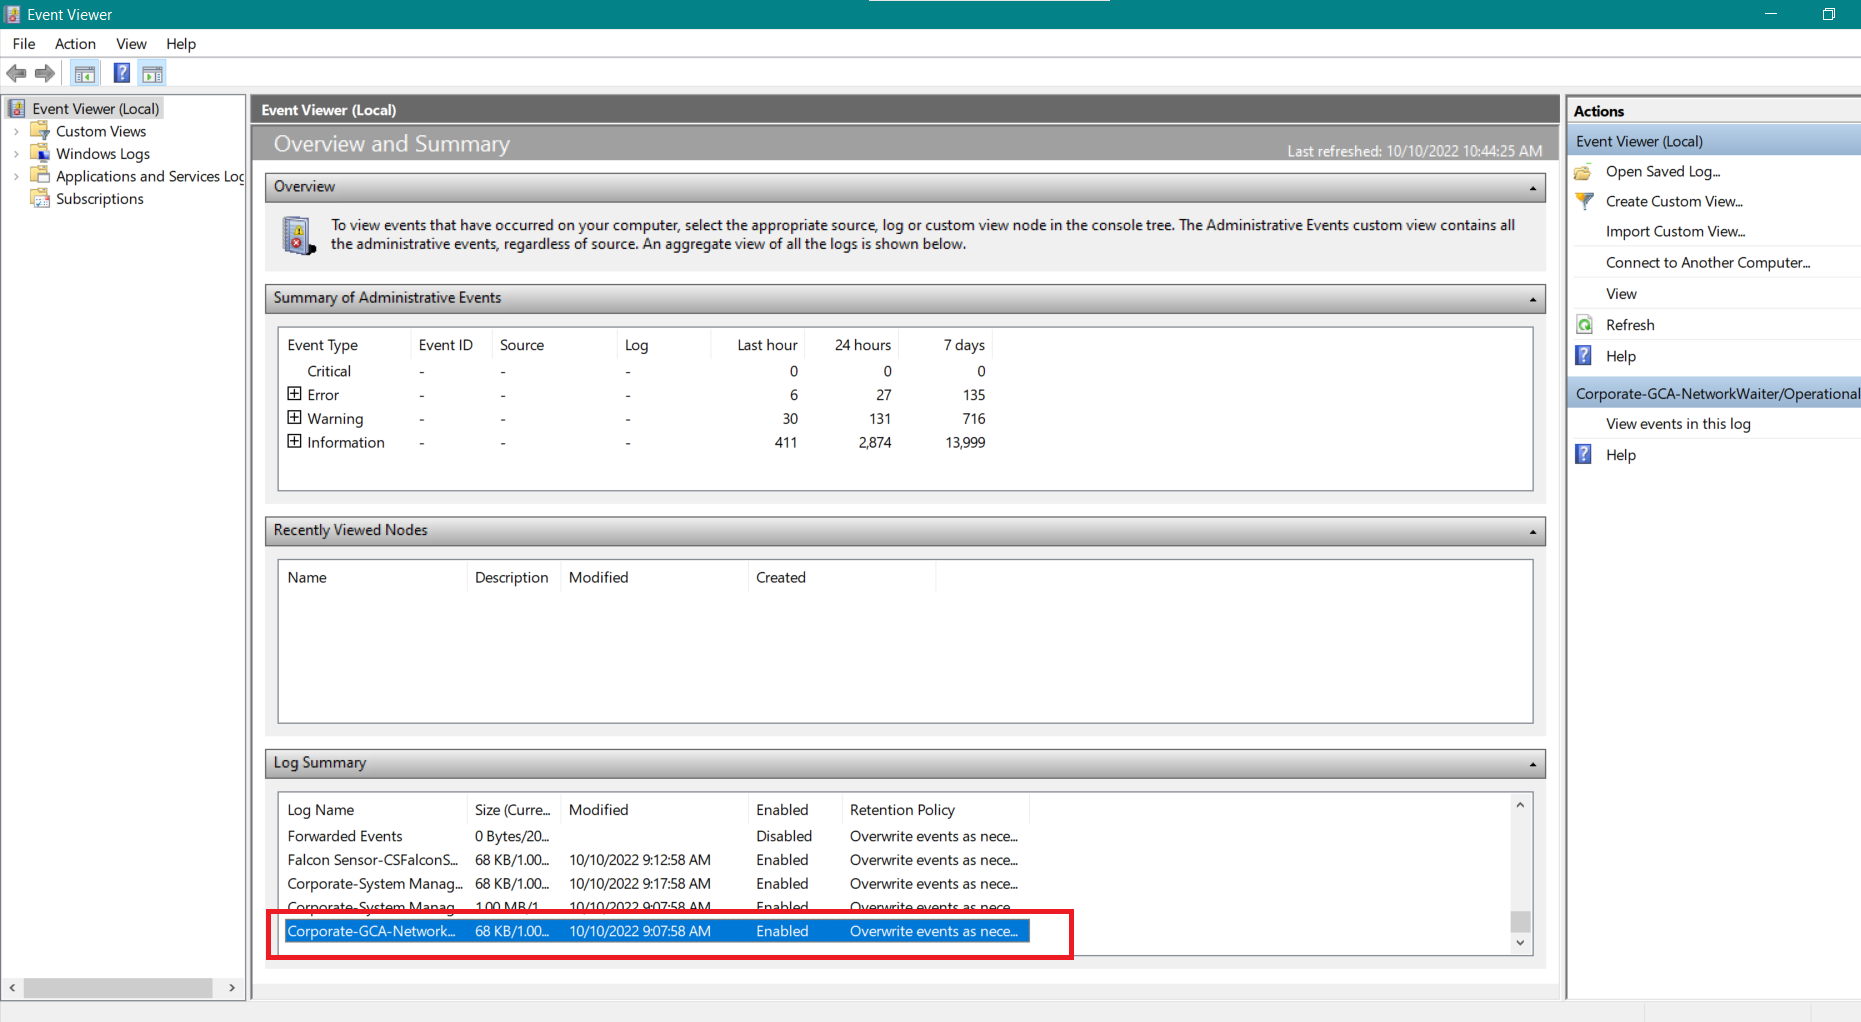 Event Viewer
File Action View Help
Event Viewer (Local)
Custom Views
Windows Logs
Applications and Services Log
Subscriptions
Event Viewer (Local)
Overview and Summary
Last refreshed: 10/10/2022 10:44:25 AM
Overview
To view events that have occurred on your computer, select the appropriate source, log or custom view node in the console tree. The Administrative Events custom view contains all
the administrative events, regardless of source. An aggregate view of all the logs is shown below.
Summary of Administrative Events
Event Type Event ID Source Log Last hour 24 hours 7 days
Critical - - - 0 0 0
Error - - - 6 27 135
Warning - - - 30 131 716
Information - - - 411 2,874 13,999
Recently Viewed Nodes
Name Description Modified Created
Log Summary
Log Name Size (Curre... Modified Enabled Retention Policy
Forwarded Events 0 Bytes/20... Disabled Overwrite events as nece...
Falcon Sensor-CSFalconS... 68 KB/1.00... 10/10/2022 9:12:58 AM Enabled Overwrite events as nece...
Corporate-System Manag... 68 KB/1.00... 10/10/2022 9:17:58 AM Enabled Overwrite events as nece...
Corporate-System Manag... 1.00 MB/1... 10/10/2022 9:07:58 AM Enabled Overwrite events as nece...
Corporate-GCA-Network... 68 KB/1.00... 10/10/2022 9:07:58 AM Enabled Overwrite events as nece...
Actions
Event Viewer (Local)
Open Saved Log...
Create Custom View...
Import Custom View...
Connect to Another Computer...
View
Refresh
Help
Corporate-GCA-NetworkWaiter/Operational
View events in this log
Help